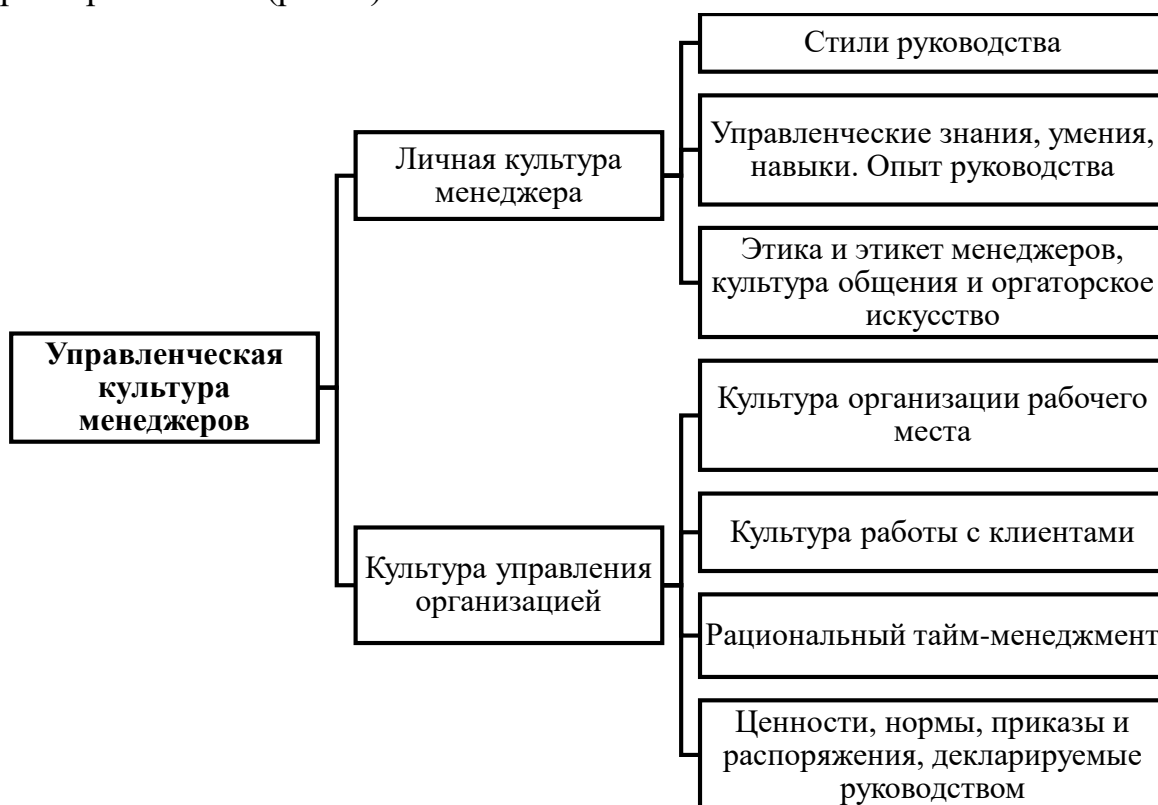 Стили руководства
Управленческие знания, умения,
навыки. Опыт руководства
Личная культура
менеджера
Этика и этикет менеджеров,
культура общения и оргаторское
искусство
Управленческая
культура
менеджеров
Культура организации рабочего
места
Культура работы с клиентами
Культура управления
организацией
Рациональный тайм-менеджмент
Ценности, нормы, приказы и
распоряжения, декларируемые
руководством